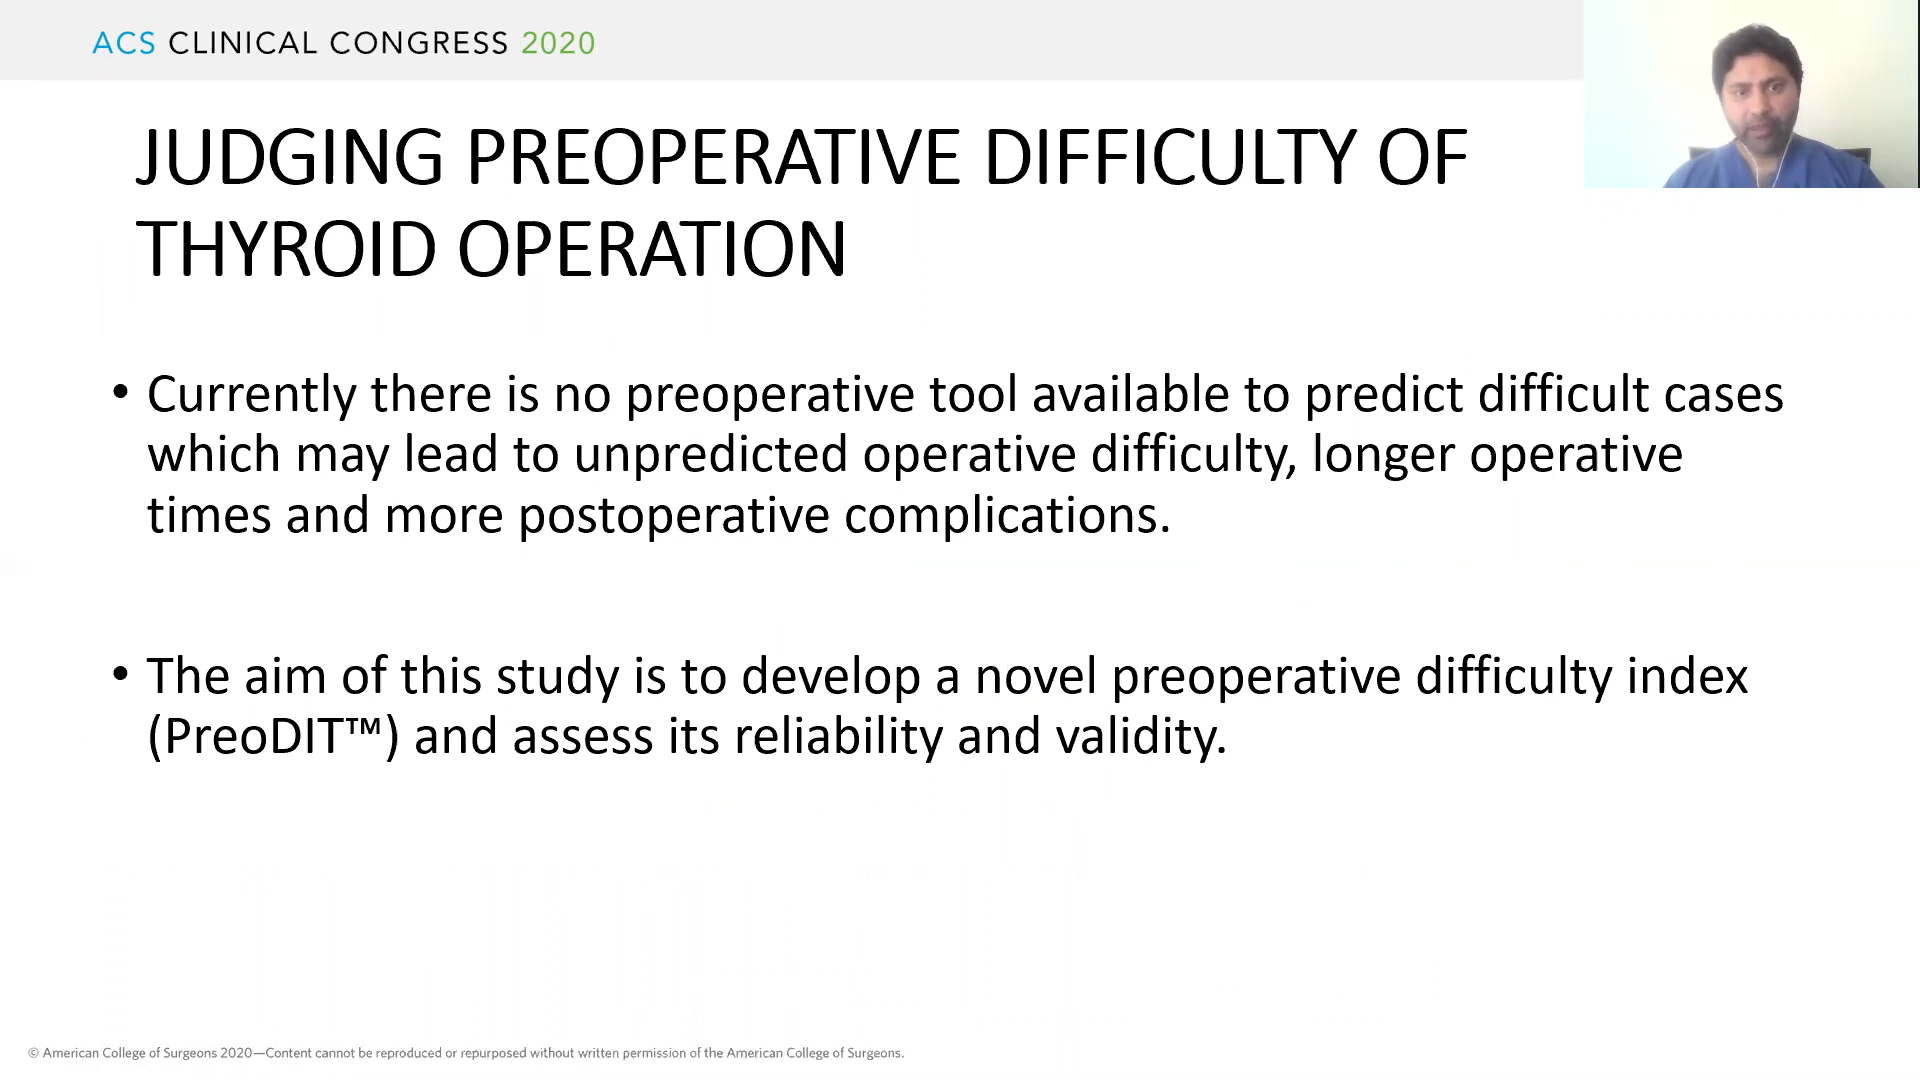 ACS CLINICAL CONGRESS 2020
JUDGING PREOPERATIVE DIFFICULTY OF
THYROID OPERATION
• Currently there is no preoperative tool available to predict difficult cases
which may lead to unpredicted operative difficulty, longer operative
times and more postoperative complications.
• The aim of this study is to develop a novel preoperative difficulty index
(PreoDIT™) and assess its reliability and validity.
© American College of Surgeons 2020—Content cannot be reproduced or repurposed without written permission of the American College of Surgeons.